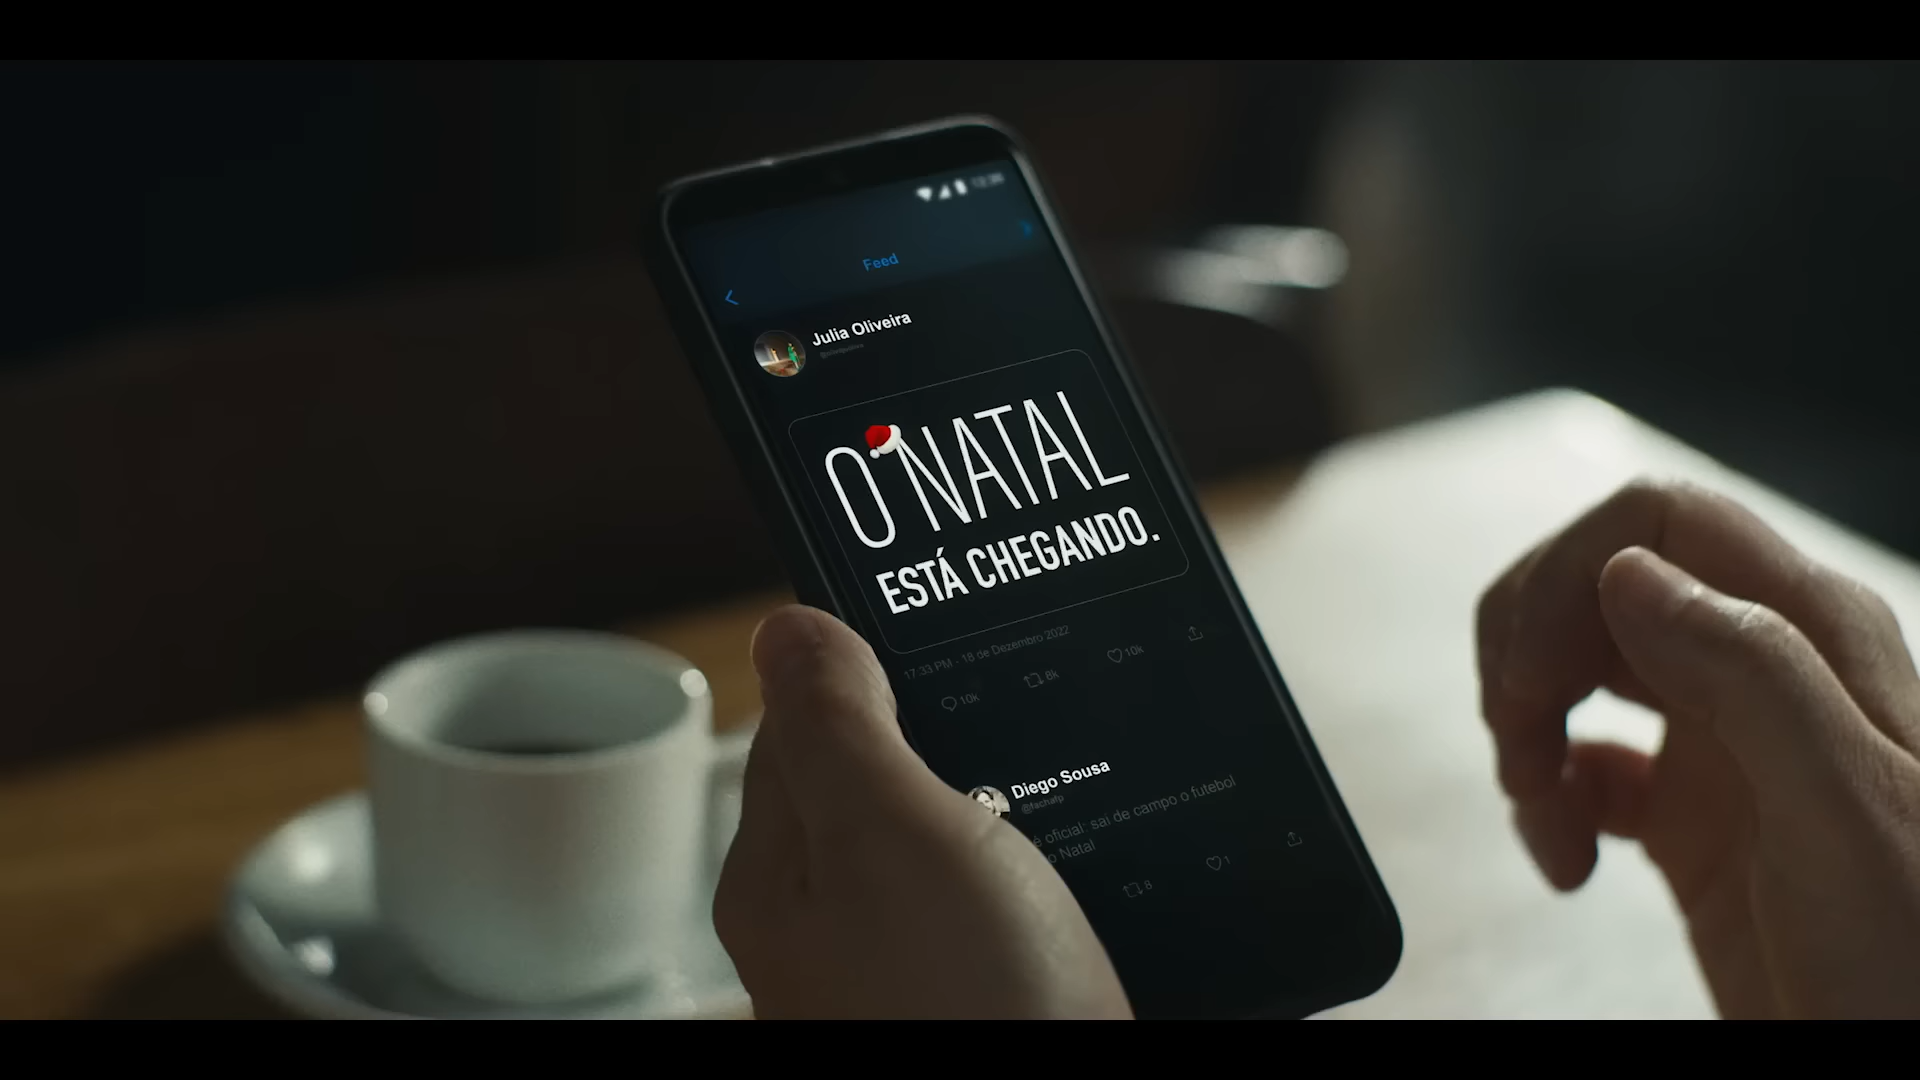 Feed
Julia Oliveira
O NATAL
ESTÁ CHEGANDO.
17:33 PM - 18 de Dezembro 2022
10k
8k
10k
Diego Sousa
é oficial: sai de campo o futebol
o Natal
8
1